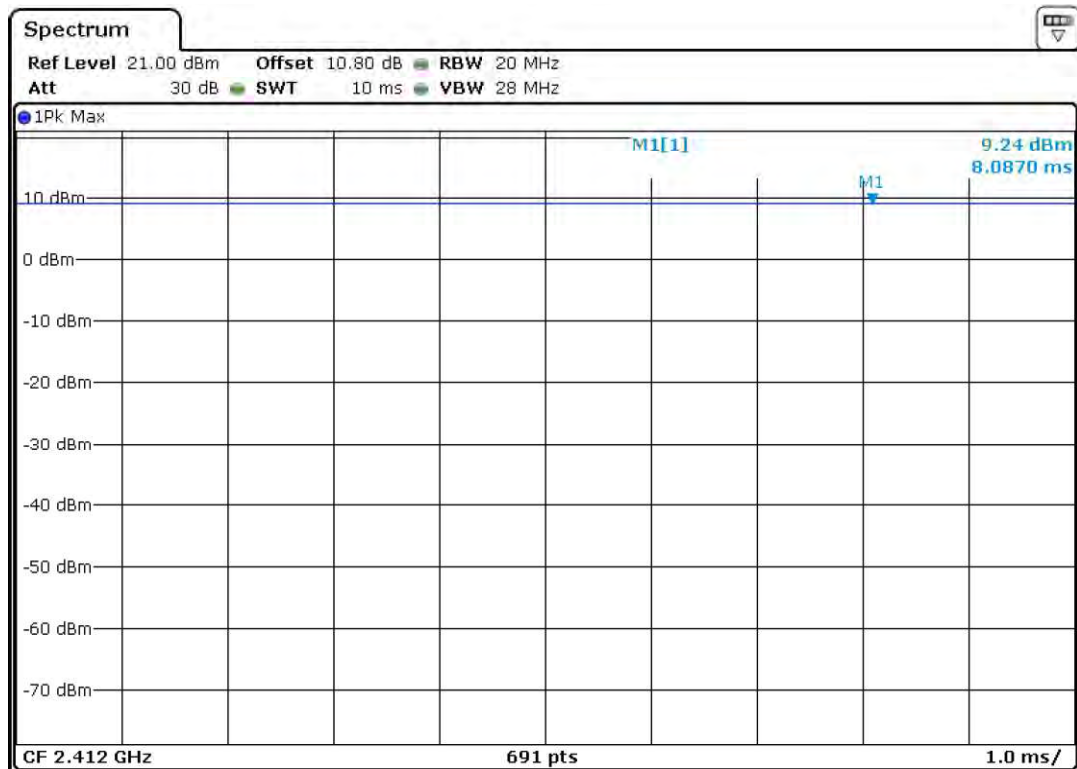 Spectrum
Ref Level 21.00 dBm Offset 10.80 dB RBW 20 MHz
Att 30 dB SWT 10 ms VBW 28 MHz
1Pk Max
M1[1] 9.24 dBm
8.0870 ms
M1
10 dBm
0 dBm
-10 dBm
-20 dBm
-30 dBm
-40 dBm
-50 dBm
-60 dBm
-70 dBm
CF 2.412 GHz 691 pts 1.0 ms/